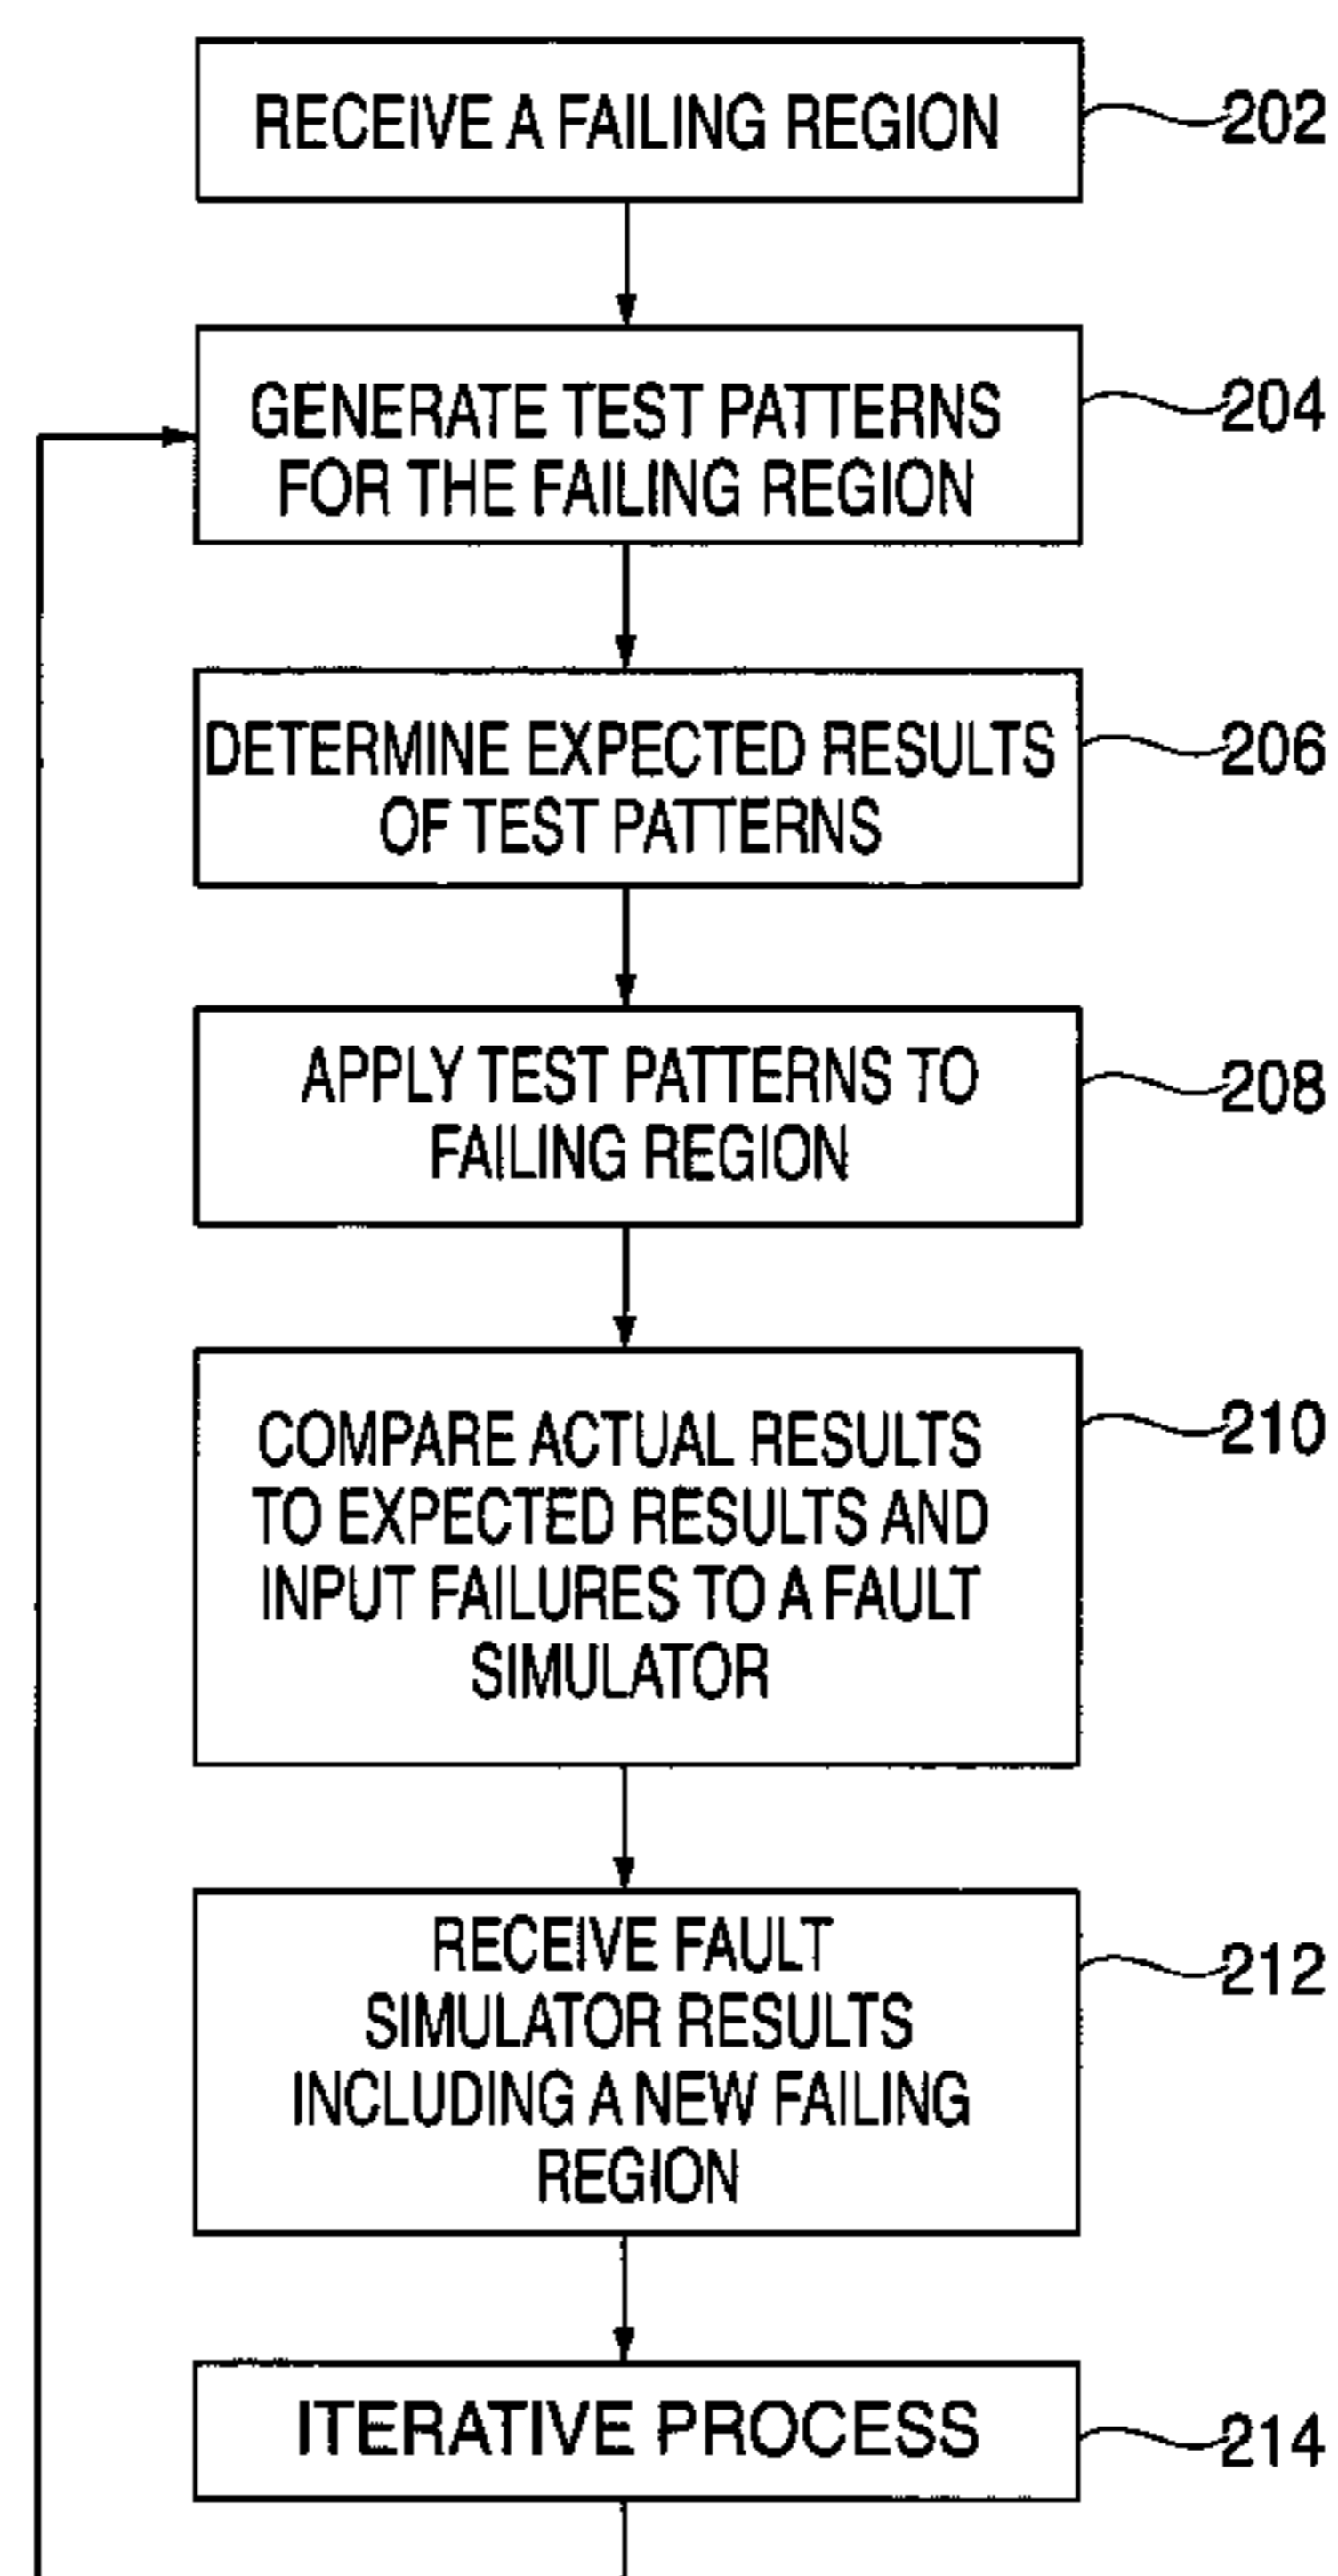 RECEIVE A FAILING REGION
202
GENERATE TEST PATTERNS
FOR THE FAILING REGION
204
DETERMINE EXPECTED RESULTS
OF TEST PATTERNS
206
APPLY TEST PATTERNS TO
FAILING REGION
208
COMPARE ACTUAL RESULTS
TO EXPECTED RESULTS AND
INPUT FAILURES TO A FAULT
SIMULATOR
210
RECEIVE FAULT
SIMULATOR RESULTS
INCLUDING A NEW FAILING
REGION
212
ITERATIVE PROCESS
214